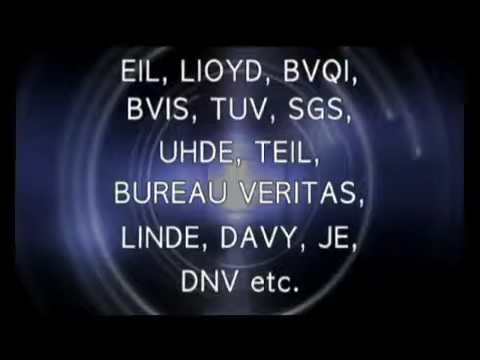 EIL, LIOYD, BVQI,
BVIS, TUV, SGS,
UHDE, TEIL,
BUREAU VERITAS,
LINDE, DAVY, JE,
DNV etc.